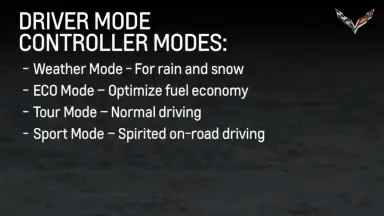 DRIVER MODE
CONTROLLER MODES:
- Weather Mode - For rain and snow
- ECO Mode – Optimize fuel economy
- Tour Mode – Normal driving
- Sport Mode – Spirited on-road driving